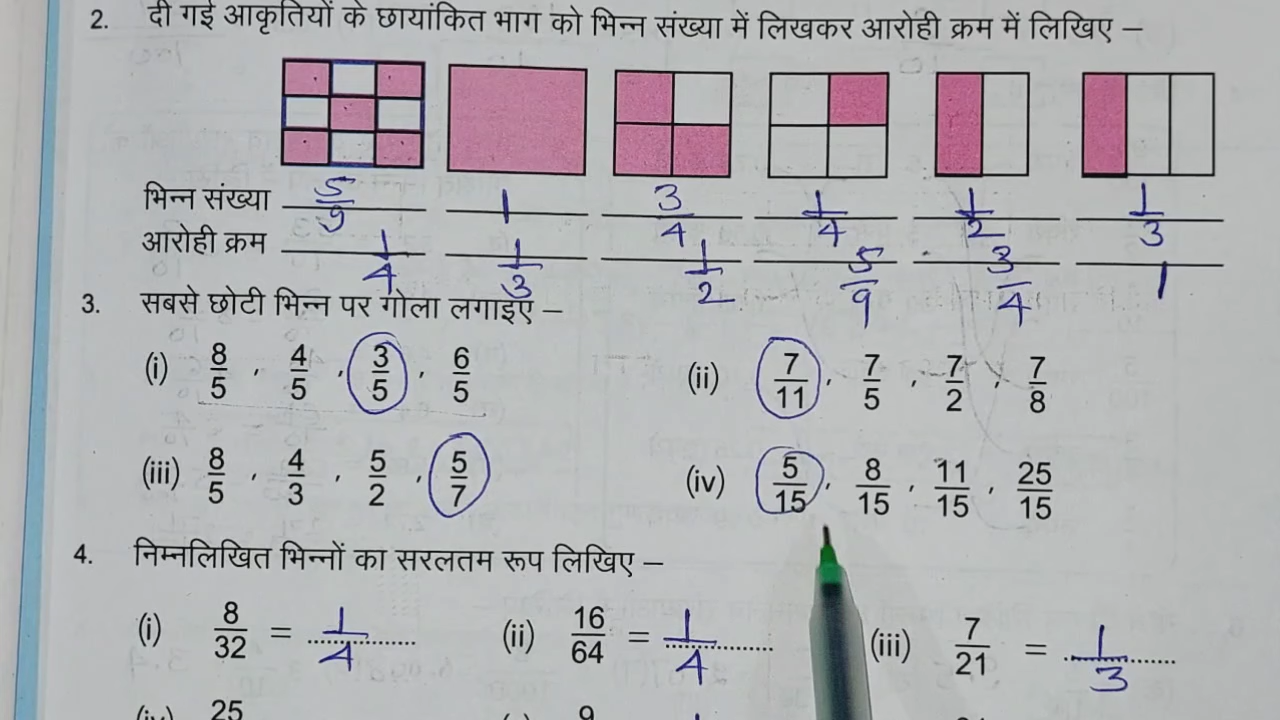 2. दी गई आकृतियों के छायांकित भाग को भिन्न संख्या में लिखकर आरोही क्रम में लिखिए –
भिन्न संख्या 5/9 1 3/4 1/4 1/2 1/3
आरोही क्रम 1/4 1/3 1/2 5/9 3/4 1
3. सबसे छोटी भिन्न पर गोला लगाइए –
(i) 8/5 , 4/5 , 3/5 , 6/5 (ii) 7/11 , 7/5 , 7/2 , 7/8
(iii) 8/5 , 4/3 , 5/2 , 5/7 (iv) 5/15 , 8/15 , 11/15 , 25/15
4. निम्नलिखित भिन्नों का सरलतम रूप लिखिए –
(i) 8/32 = 1/4 (ii) 16/64 = 1/4 (iii) 7/21 = 1/3
25 9